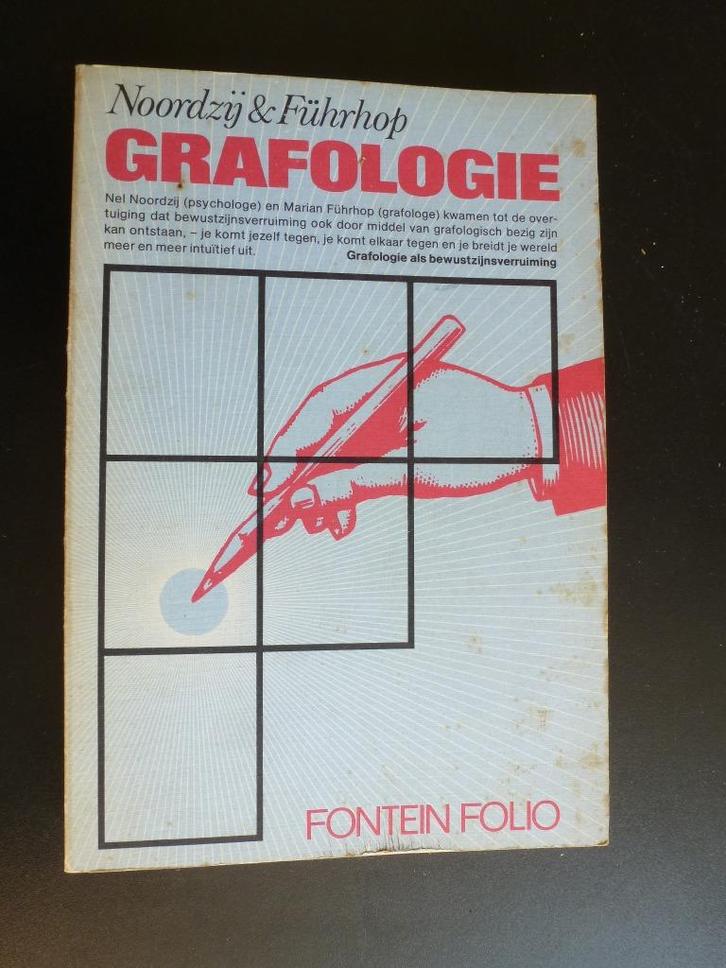 Noordzij & Führhop
GRAFOLOGIE
Nel Noordzij (psychologe) en Marian Führhop (grafologe) kwamen tot de over-
tuiging dat bewustzijnsverruiming ook door middel van grafologisch bezig zijn
kan ontstaan, – je komt jezelf tegen, je komt elkaar tegen en je breidt je wereld
meer en meer intuïtief uit. Grafologie als bewustzijnsverruiming
FONTEIN FOLIO